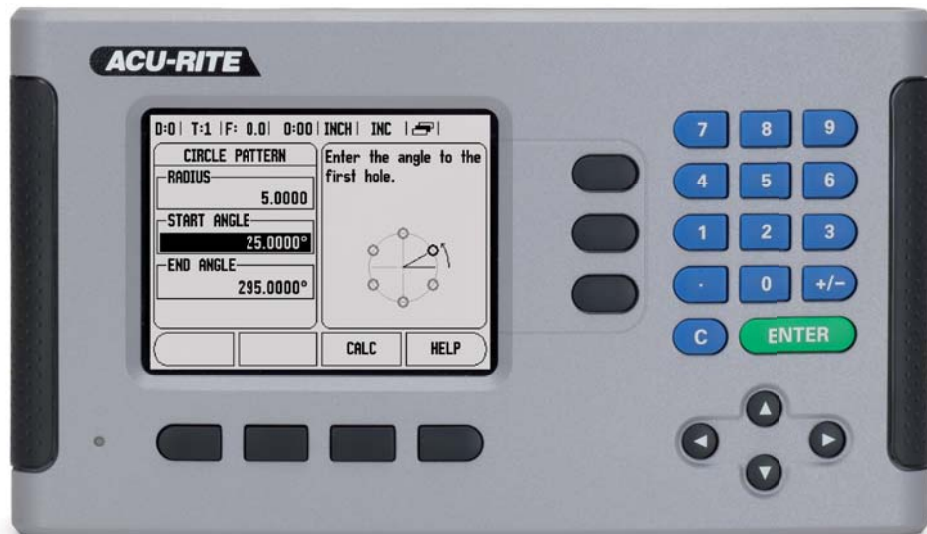 ACU-RITE
D:0| T:1 |F: 0.0| 0:00|INCH| INC | |
CIRCLE PATTERN
RADIUS
5.0000
START ANGLE
25.0000°
END ANGLE
295.0000°
Enter the angle to the
first hole.
CALC
HELP
7 8 9
4 5 6
1 2 3
. 0 +/-
C ENTER